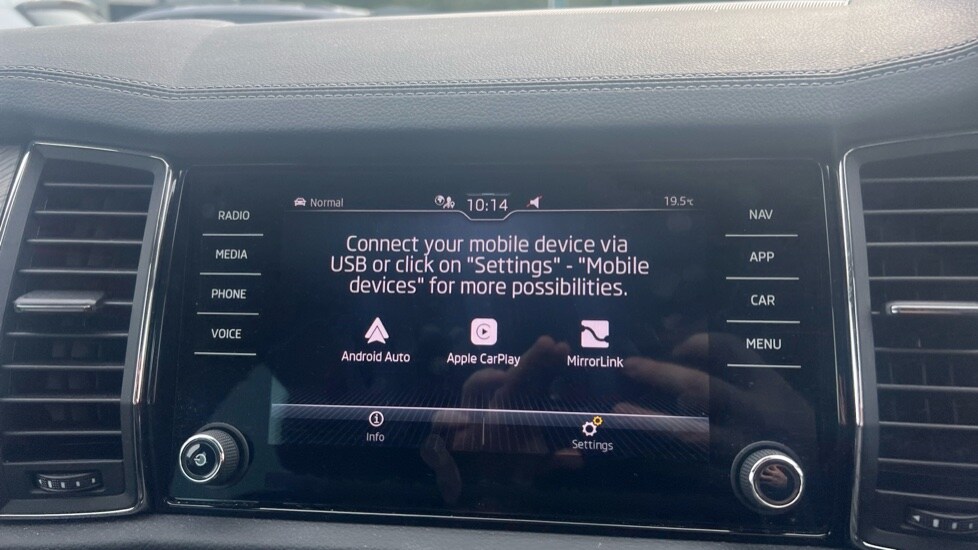 Normal 10:14 19.5°C
RADIO
MEDIA
PHONE
VOICE
Connect your mobile device via
USB or click on "Settings" - "Mobile
devices" for more possibilities.
Android Auto Apple CarPlay MirrorLink
Info Settings
NAV
APP
CAR
MENU